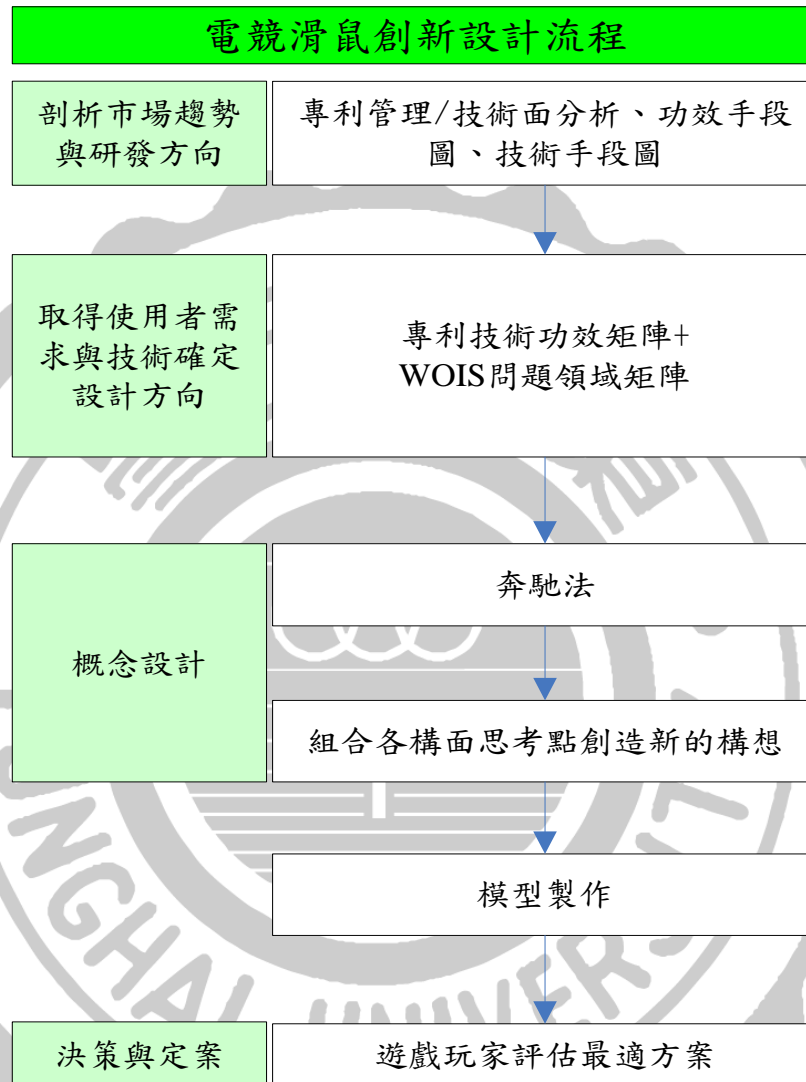 電競滑鼠創新設計流程
剖析市場趨勢
與研發方向
專利管理/技術面分析、功效手段
圖、技術手段圖
取得使用者需
求與技術確定
設計方向
專利技術功效矩陣+
WOIS問題領域矩陣
概念設計
奔馳法
組合各構面思考點創造新的構想
模型製作
決策與定案
遊戲玩家評估最適方案